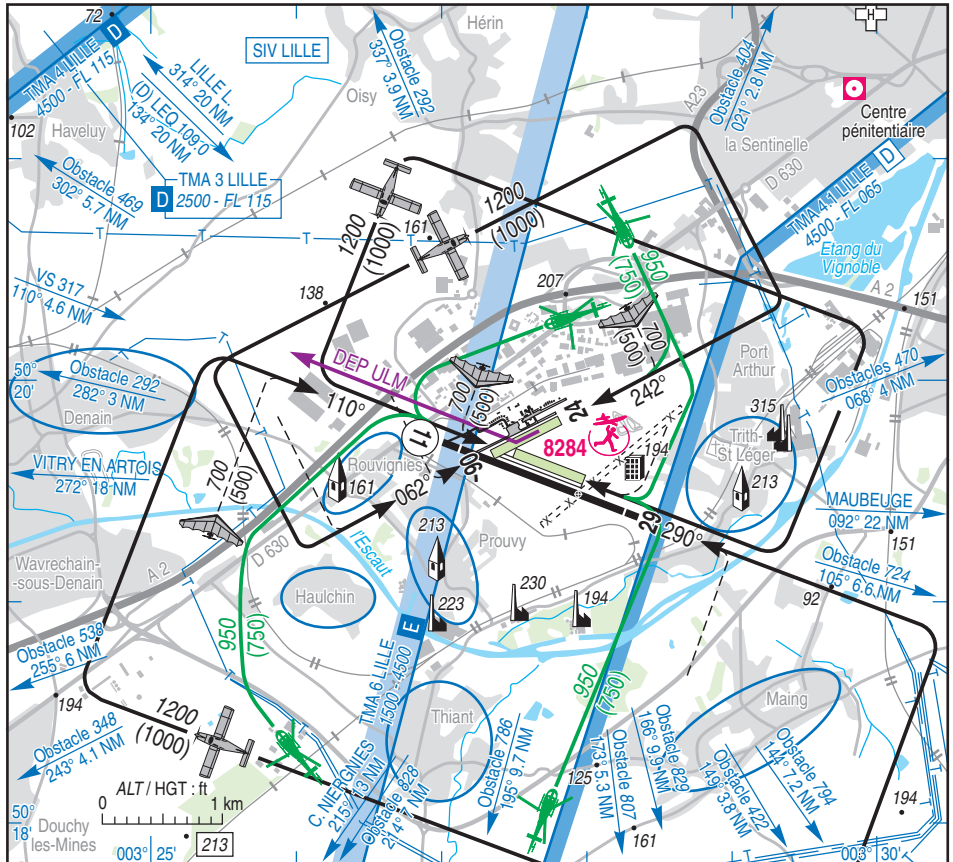 72
Hérin
H
TMA 4 LILLE
4500 - FL 115
D
SIV LILLE
LILLE L.
314° 20 NM
(D) LEQ 109.0
134° 20 NM
Oisy
Obstacle 292
337° 3.9 NM
Obstacle 404
021° 2.8 NM
A23
Centre
pénitentiaire
la Sentinelle
102
Haveluy
D 630
D
TMA 4.1 LILLE
4500 - FL 065
Obstacle 469
302° 5.7 NM
TMA 3 LILLE
D
2500 - FL 115
1200
(1000)
161
1200
(1000)
950
(750)
Etang du
Vignoble
VS 317
110° 4.6 NM
138
207
A 2
151
700
(500)
DEP ULM
700
(500)
Port
Arthur
50°
20'
Obstacle 292
282° 3 NM
Denain
110°
242°
24
Obstacles 470
068° 4 NM
315
11
8284
194
Trith-
St Léger
Rouvignies
06
161
062°
213
VITRY EN ARTOIS
272° 18 NM
700
(500)
29
290°
MAUBEUGE
092° 22 NM
l'Escaut
213
Prouvy
D 630
151
Wavrechain
-sous-Denain
A 2
Haulchin
223
230
194
92
Obstacle 724
105° 6.6 NM
E
Obstacle 538
255° 6 NM
950
(750)
TMA 6 LILLE
1500 - 4500
950
(750)
194
Thiant
Maing
1200
(1000)
Obstacle 348
243° 4.1 NM
C. NIERGNIES
215° 13 NM
Obstacle 828
Obstacle 786
195° 9.7 NM
125
173° 5.3 NM
Obstacle 807
166° 9.9 NM
Obstacle 829
149° 3.8 NM
Obstacle 422
144° 7.2 NM
Obstacle 794
ALT / HGT : ft
0
1 km
194
50°
18'
Douchy
les-Mines
213
161
003° 25'
003° 30'